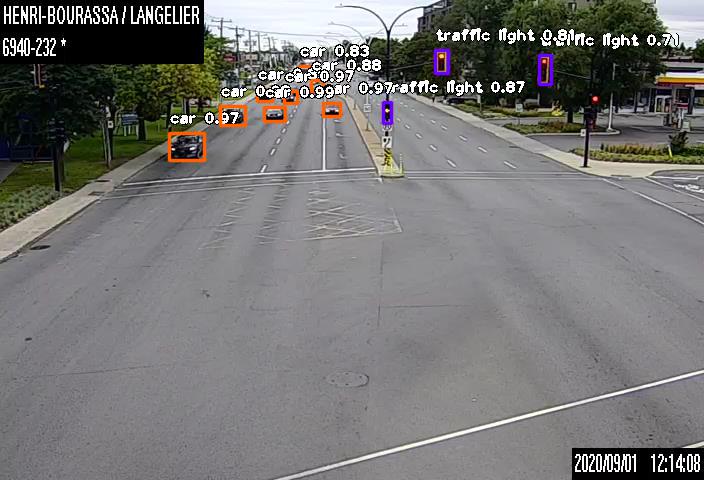 HENRI-BOURASSA / LANGELIER
6940-232 *
car 0.83
traffic light 0.81
traffic light 0.71
car 0.88
car 0.97
car 0.99
car 0.97
traffic light 0.87
car 0.97
2020/09/01 12:14:08